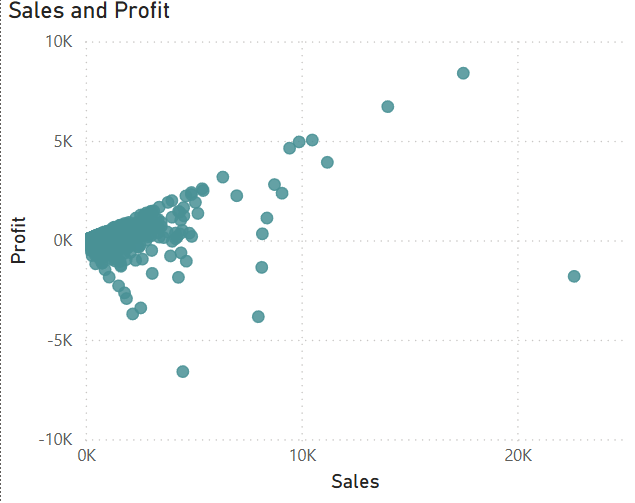 Sales and Profit
10K
5K
0K
-5K
-10K
Profit
0K
10K
20K
Sales